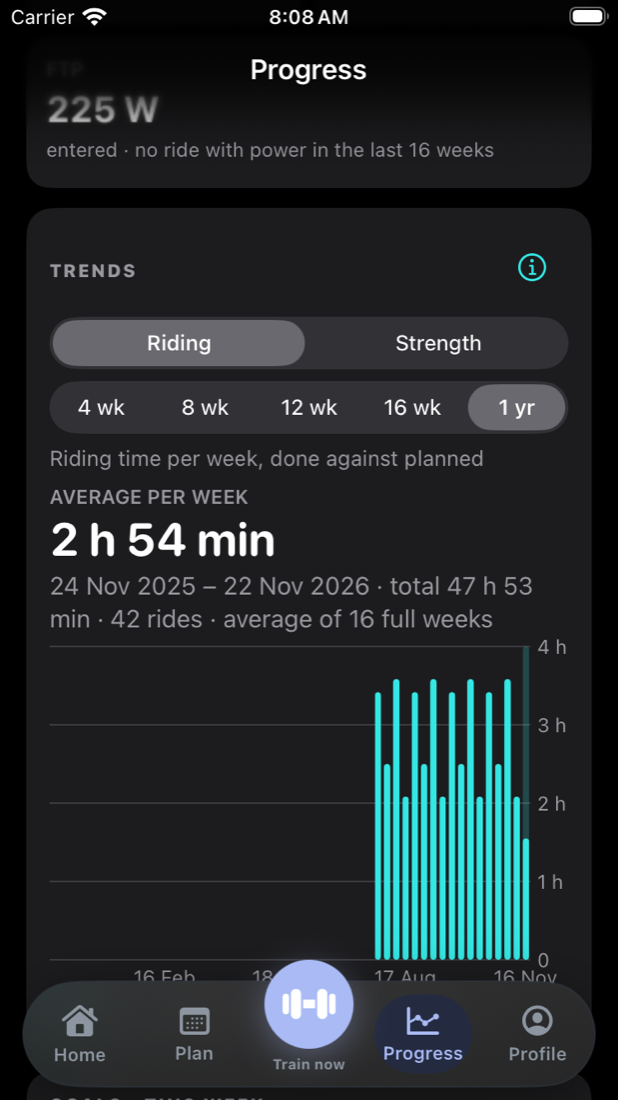 Carrier 8:08 AM
Progress
FTP
225 W
entered · no ride with power in the last 16 weeks
TRENDS
Riding Strength
4 wk 8 wk 12 wk 16 wk 1 yr
Riding time per week, done against planned
AVERAGE PER WEEK
2 h 54 min
24 Nov 2025 – 22 Nov 2026 · total 47 h 53
min · 42 rides · average of 16 full weeks
4 h
3 h
2 h
1 h
0
16 Feb 18 17 Aug 16 Nov
Home Plan Train now Progress Profile